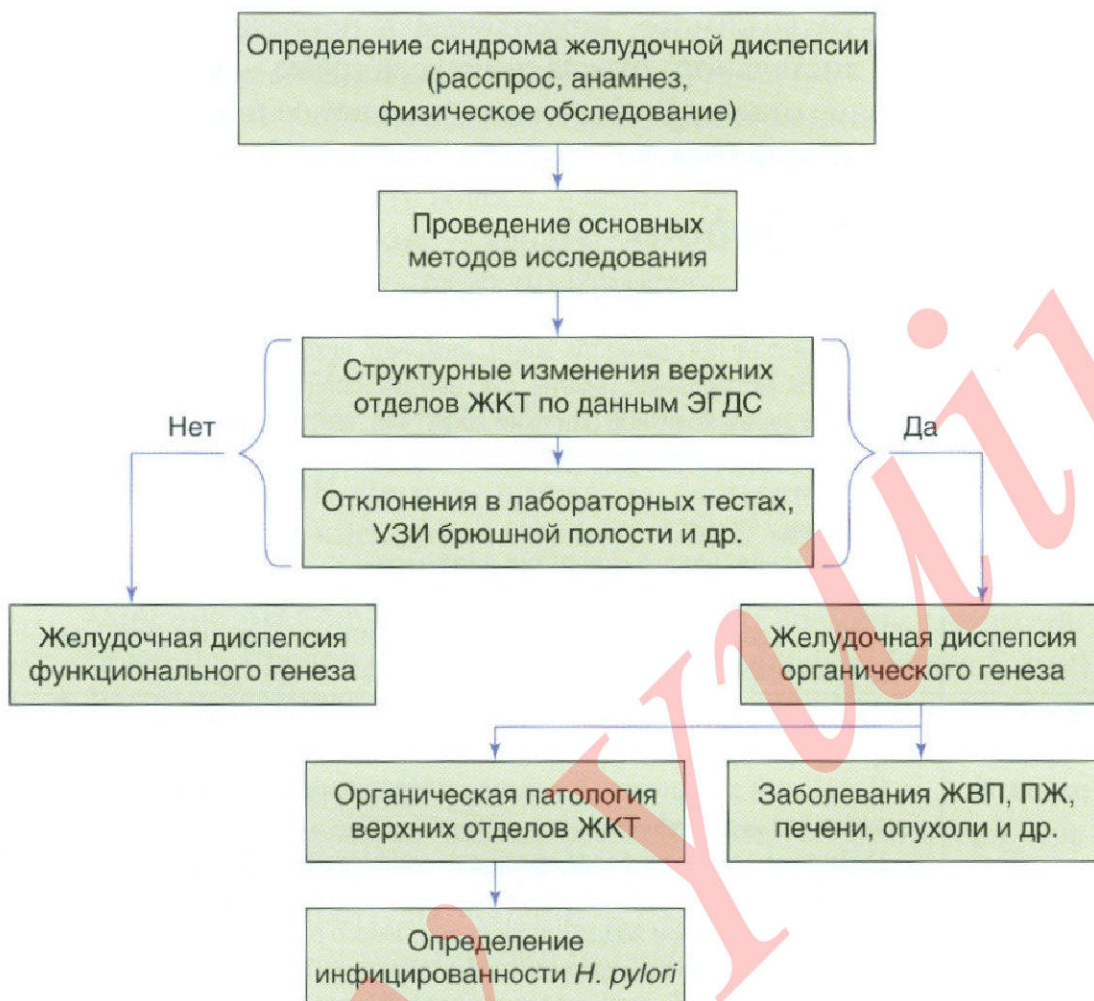 Определение синдрома желудочной диспепсии
(расспрос, анамнез,
физическое обследование)
Проведение основных
методов исследования
Структурные изменения верхних
отделов ЖКТ по данным ЭГДС
Нет
Да
Отклонения в лабораторных тестах,
УЗИ брюшной полости и др.
Желудочная диспепсия
функционального генеза
Желудочная диспепсия
органического генеза
Органическая патология
верхних отделов ЖКТ
Заболевания ЖВП, ПЖ,
печени, опухоли и др.
Определение
инфицированности H. pylori